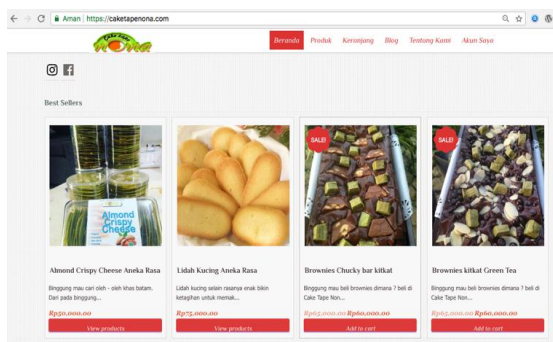 Aman https://caketapenona.com
Cake Tape
Nona
Beranda Produk Keranjang Blog Tentang Kami Akun Saya
Best Sellers
Almond
Crispy
Cheese
SALE!
SALE!
Almond Crispy Cheese Aneka Rasa
Binggung mau cari oleh - oleh khas batam.
Dari pada binggung...
Rp50,000.00
View products
Lidah Kucing Aneka Rasa
Lidah kucing selain rasanya enak bikin
ketagihan untuk memak...
Rp75,000.00
View products
Brownies Chucky bar kitkat
Binggung mau beli brownies dimana ? beli di
Cake Tape Non...
Rp65,000.00 Rp60,000.00
Add to cart
Brownies kitkat Green Tea
Binggung mau beli brownies dimana ? beli di
Cake Tape Non...
Rp65,000.00 Rp60,000.00
Add to cart